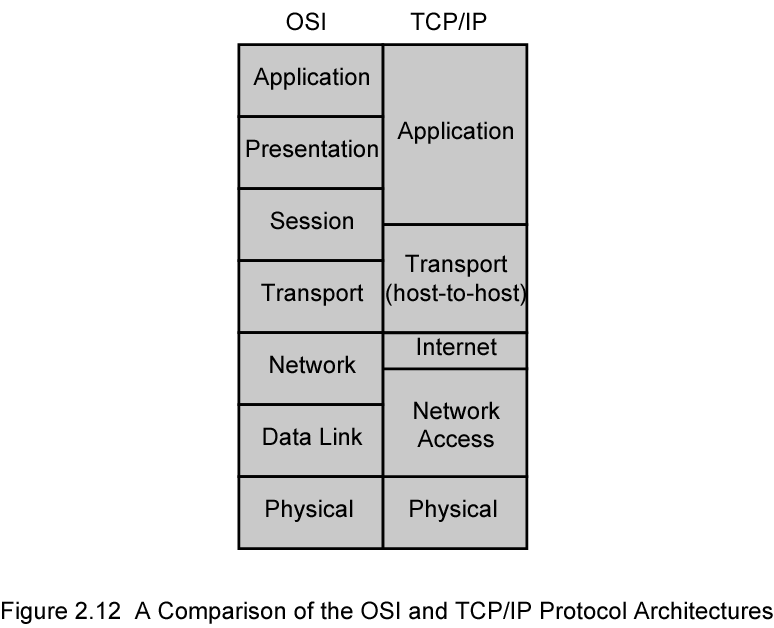 OSI TCP/IP
Application
Presentation
Session
Transport
Network
Data Link
Physical
Application
Transport
(host-to-host)
Internet
Network
Access
Physical
Figure 2.12 A Comparison of the OSI and TCP/IP Protocol Architectures